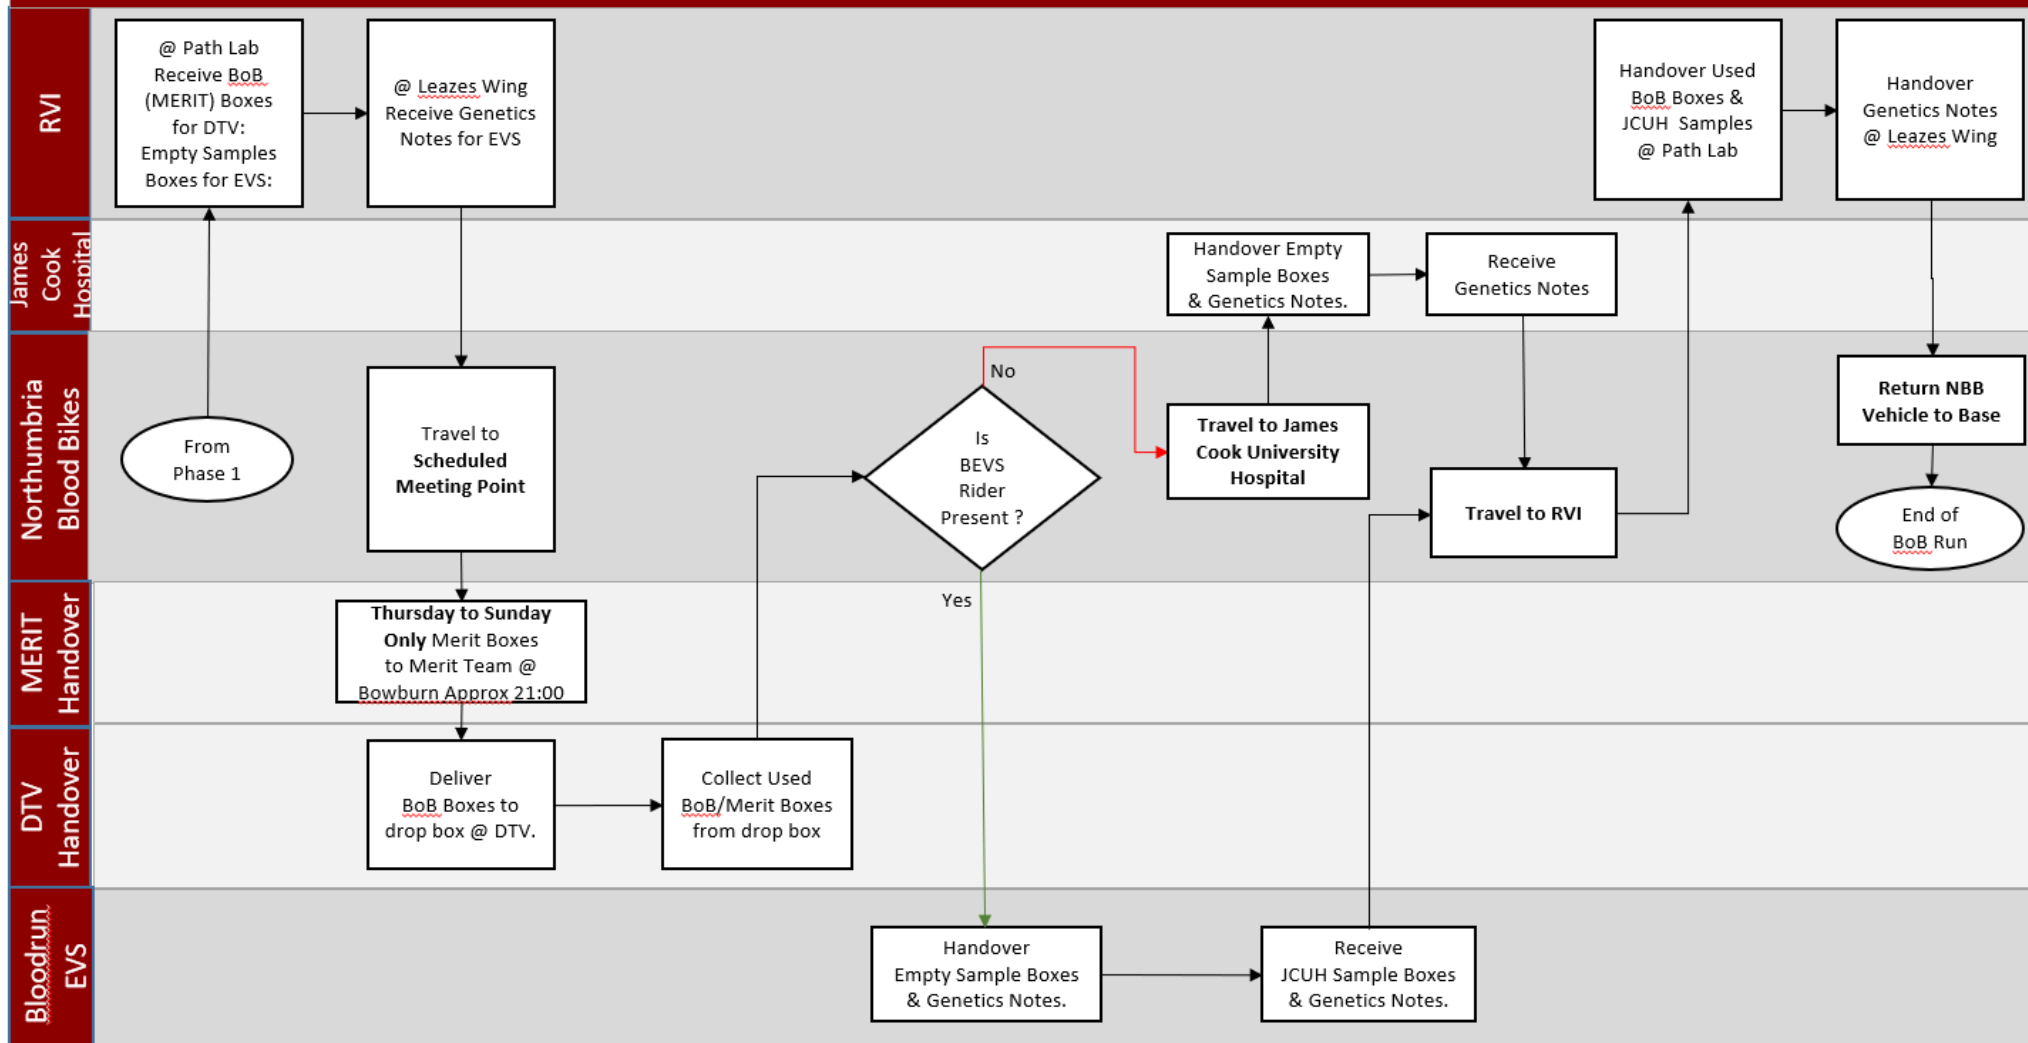 RVI
@ Path Lab
Receive BoB
(MERIT) Boxes
for DTV:
Empty Samples
Boxes for EVS:
@ Leazes Wing
Receive Genetics
Notes for EVS
Handover Used
BoB Boxes &
JCUH Samples
@ Path Lab
Handover
Genetics Notes
@ Leazes Wing
James
Cook
Hospital
Handover Empty
Sample Boxes
& Genetics Notes.
Receive
Genetics Notes
Northumbria
Blood Bikes
From
Phase 1
Travel to
Scheduled
Meeting Point
Is
BEVS
Rider
Present ?
No
Yes
Travel to James
Cook University
Hospital
Travel to RVI
Return NBB
Vehicle to Base
End of
BoB Run
MERIT
Handover
Thursday to Sunday
Only Merit Boxes
to Merit Team @
Bowburn Approx 21:00
DTV
Handover
Deliver
BoB Boxes to
drop box @ DTV.
Collect Used
BoB/Merit Boxes
from drop box
Bloodrun
EVS
Handover
Empty Sample Boxes
& Genetics Notes.
Receive
JCUH Sample Boxes
& Genetics Notes.